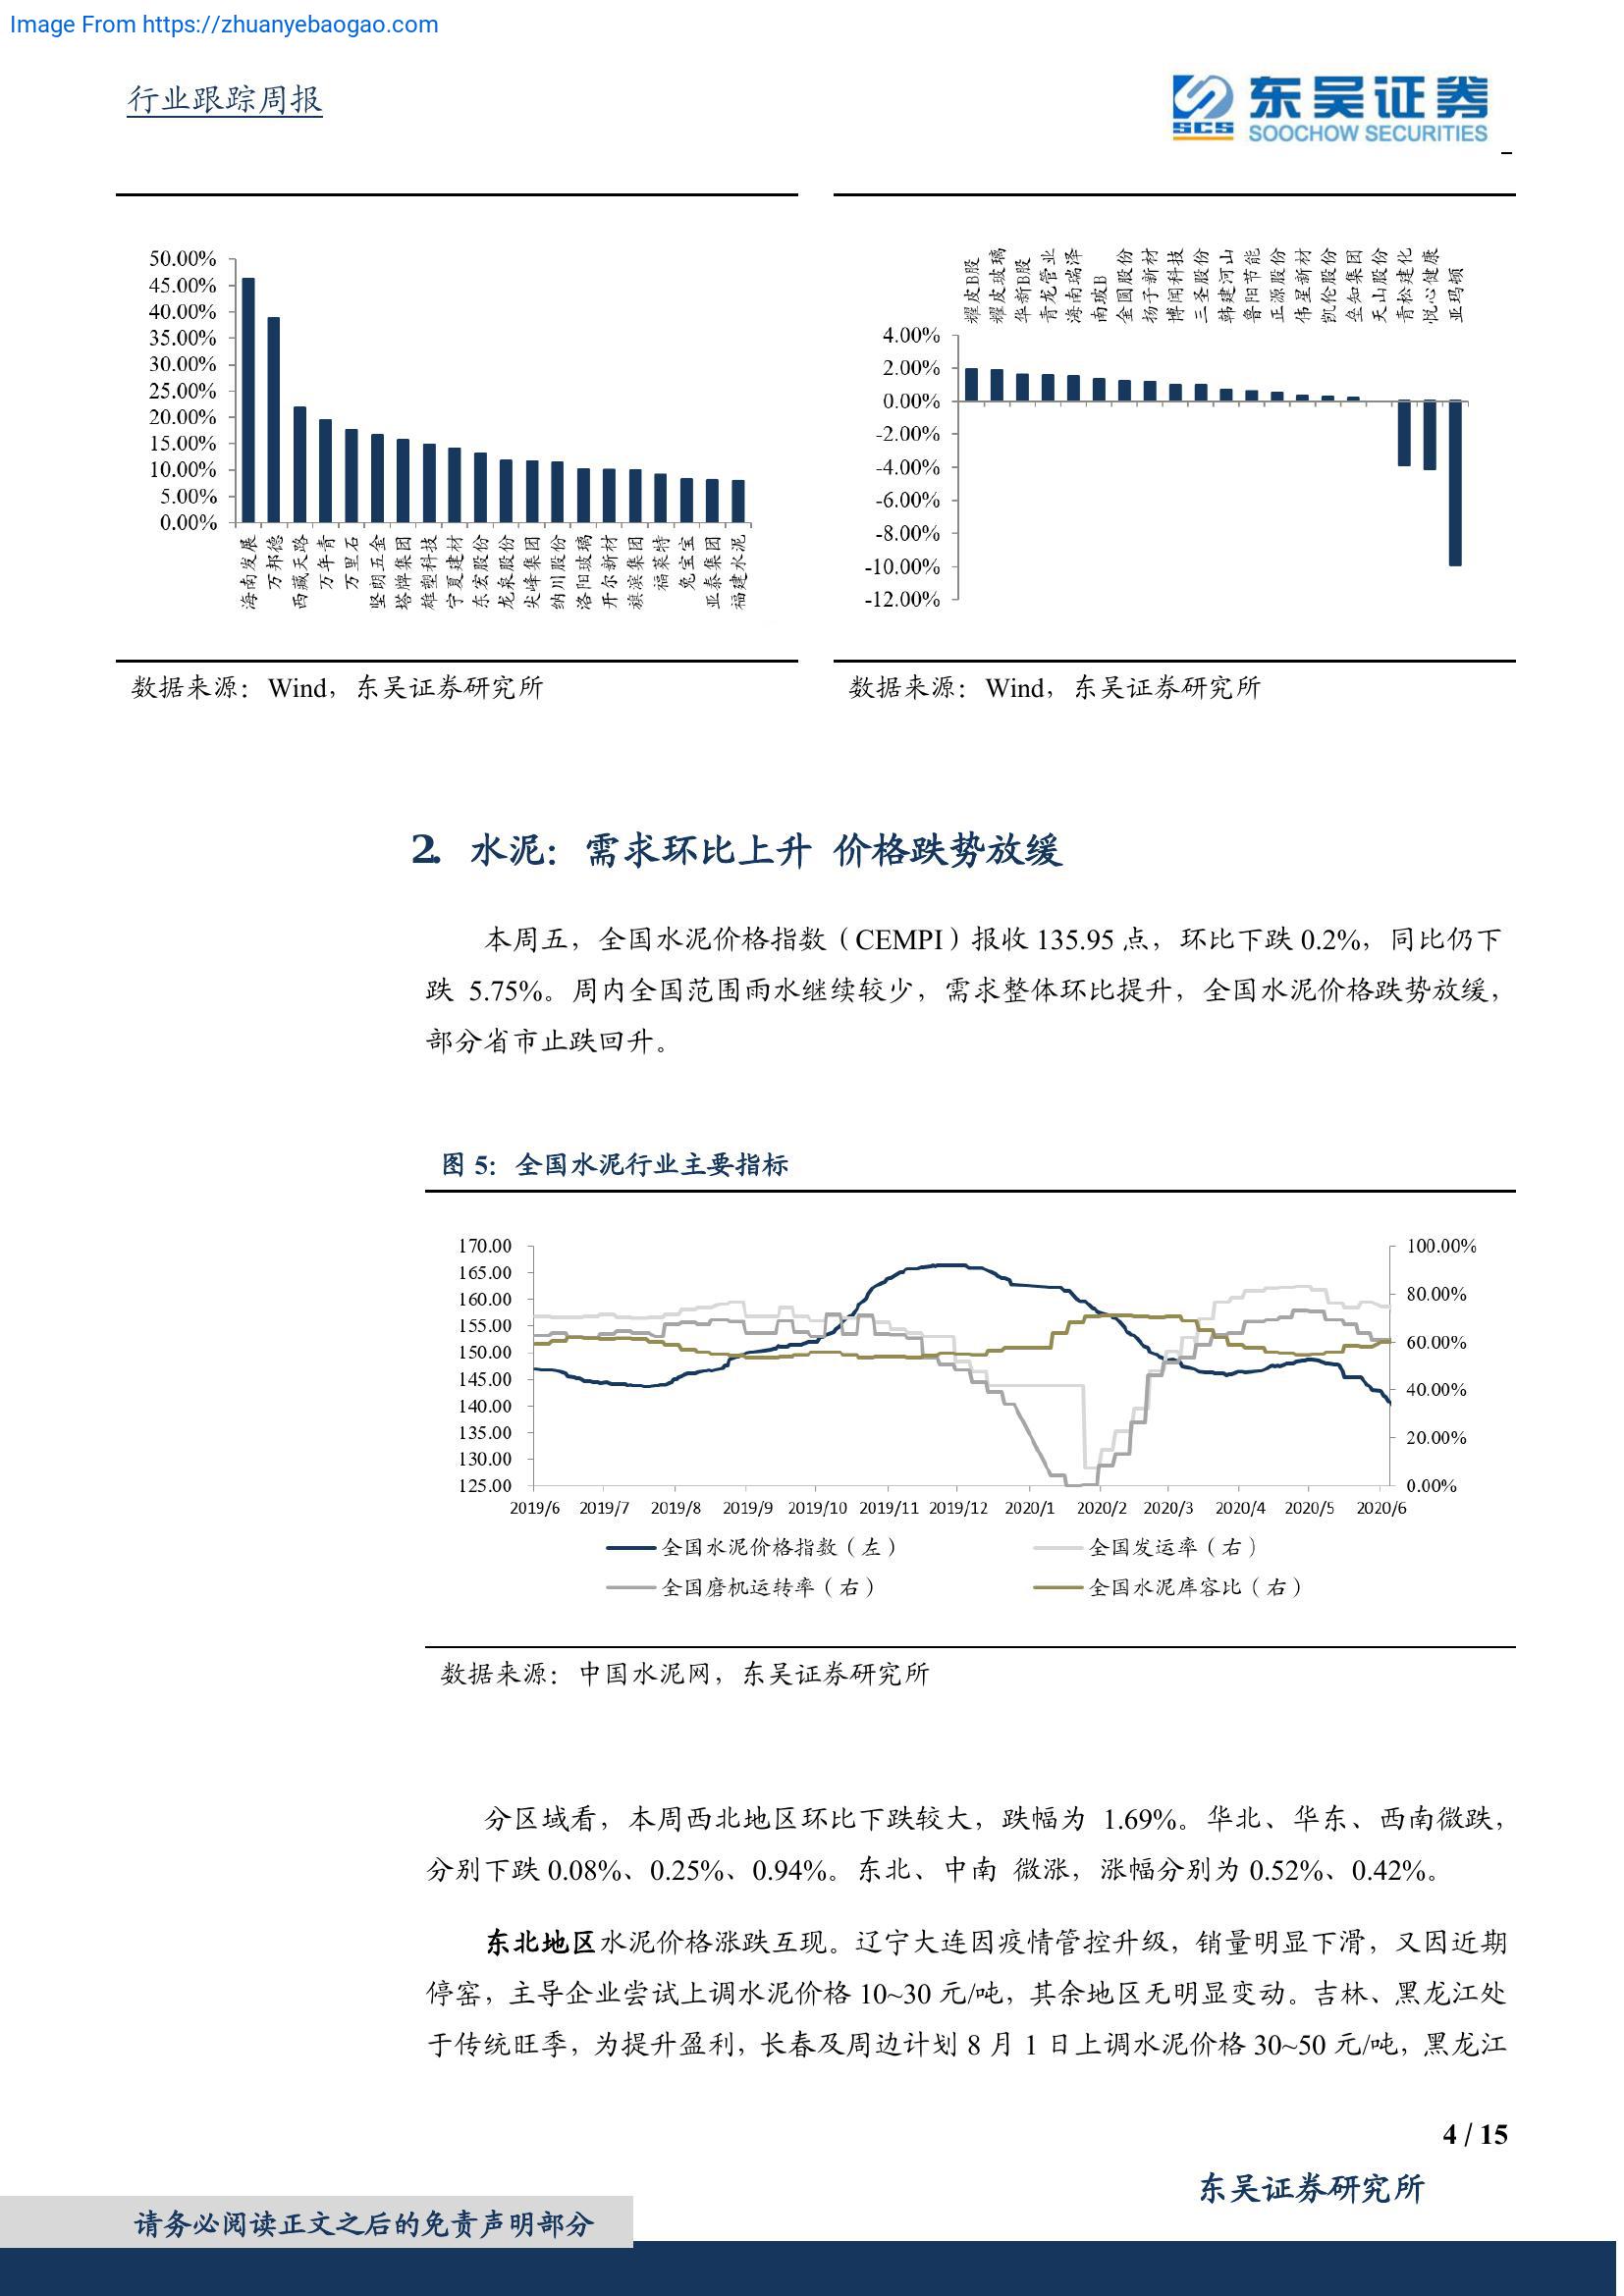 Image From https://zhuanyebaogao.com
行业跟踪周报
东吴证券
SCS
SOOCHOW SECURITIES
50.00%
45.00%
40.00%
35.00%
30.00%
25.00%
20.00%
15.00%
10.00%
5.00%
0.00%
海南发展
万邦德
西藏天路
万年青
万里石
坚朗五金
塔牌集团
雄塑科技
宁夏建材
东宏股份
龙泉股份
尖峰集团
纳川股份
洛阳玻璃
开尔新材
旗滨集团
福莱特
兔宝宝
亚泰集团
福建水泥
耀皮B股
耀皮玻璃
华新B股
青龙管业
海南瑞泽
南玻B
金圆股份
扬子新材
博闻科技
三圣股份
韩建河山
鲁阳节能
正源股份
伟星新材
凯伦股份
垒知集团
天山股份
青松建化
悦心健康
亚玛顿
4.00%
2.00%
0.00%
-2.00%
-4.00%
-6.00%
-8.00%
-10.00%
-12.00%
数据来源：Wind，东吴证券研究所
数据来源：Wind，东吴证券研究所
2. 水泥：需求环比上升 价格跌势放缓
本周五，全国水泥价格指数（CEMPI）报收 135.95 点，环比下跌 0.2%，同比仍下
跌 5.75%。周内全国范围雨水继续较少，需求整体环比提升，全国水泥价格跌势放缓，
部分省市止跌回升。
图 5：全国水泥行业主要指标
170.00
165.00
160.00
155.00
150.00
145.00
140.00
135.00
130.00
125.00
100.00%
80.00%
60.00%
40.00%
20.00%
0.00%
2019/6 2019/7 2019/8 2019/9 2019/10 2019/11 2019/12 2020/1 2020/2 2020/3 2020/4 2020/5 2020/6
全国水泥价格指数（左） 全国发运率（右）
全国磨机运转率（右） 全国水泥库容比（右）
数据来源：中国水泥网，东吴证券研究所
分区域看，本周西北地区环比下跌较大，跌幅为 1.69%。华北、华东、西南微跌，
分别下跌 0.08%、0.25%、0.94%。东北、中南 微涨，涨幅分别为 0.52%、0.42%。
东北地区水泥价格涨跌互现。辽宁大连因疫情管控升级，销量明显下滑，又因近期
停窑，主导企业尝试上调水泥价格 10~30 元/吨，其余地区无明显变动。吉林、黑龙江处
于传统旺季，为提升盈利，长春及周边计划 8 月 1 日上调水泥价格 30~50 元/吨，黑龙江
4 / 15
东吴证券研究所
请务必阅读正文之后的免责声明部分